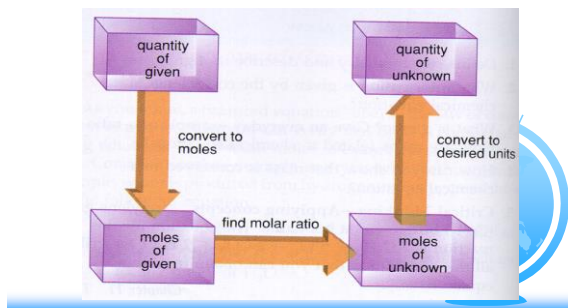 quantity
of
given
quantity
of
unknown
convert to
moles
convert to
desired units
find molar ratio
moles
of
given
moles
of
unknown